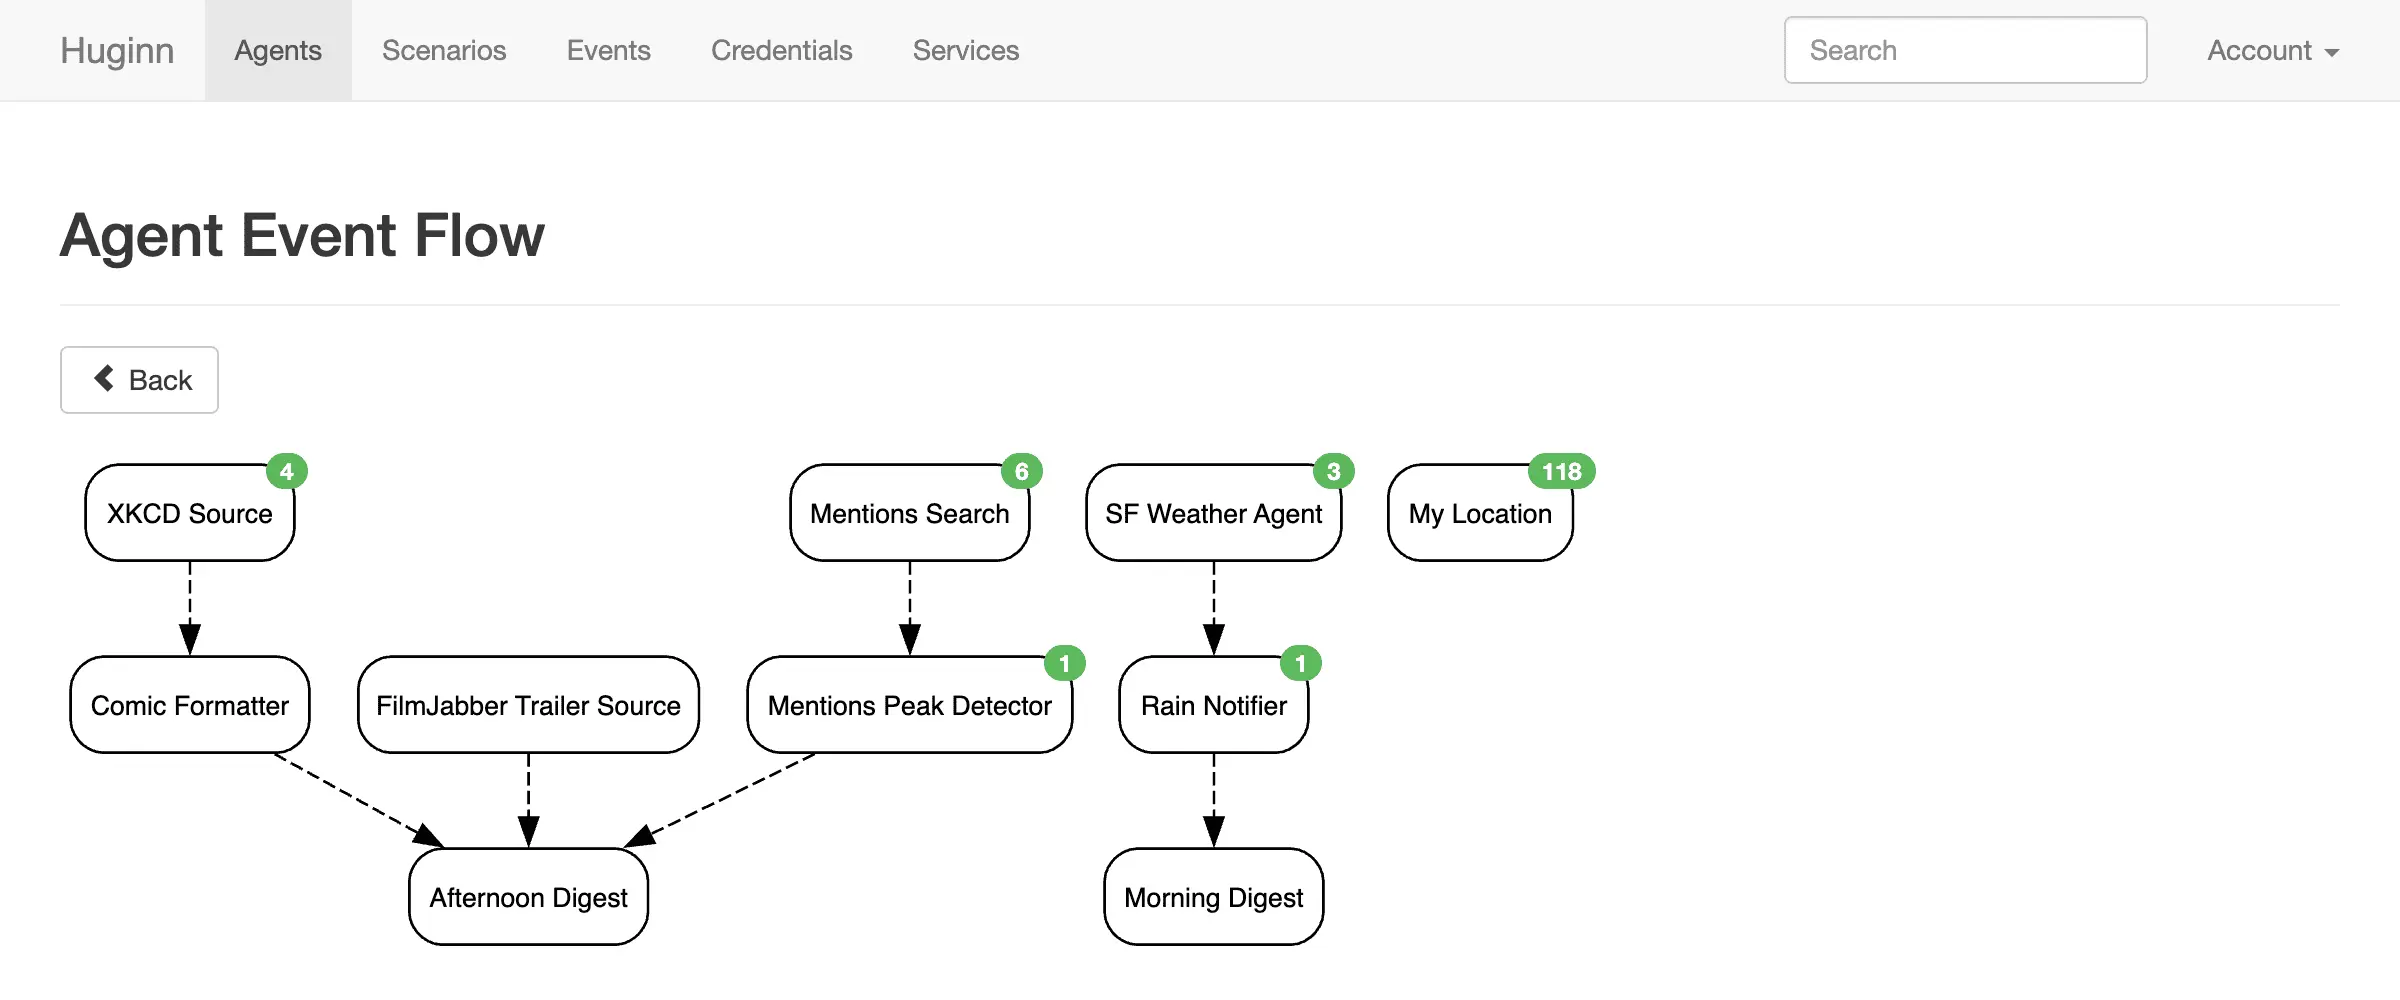 Huginn Agents Scenarios Events Credentials Services Search Account
Agent Event Flow
Back
4 6 3 118
XKCD Source Mentions Search SF Weather Agent My Location
1 1
Comic Formatter FilmJabber Trailer Source Mentions Peak Detector Rain Notifier
Afternoon Digest Morning Digest